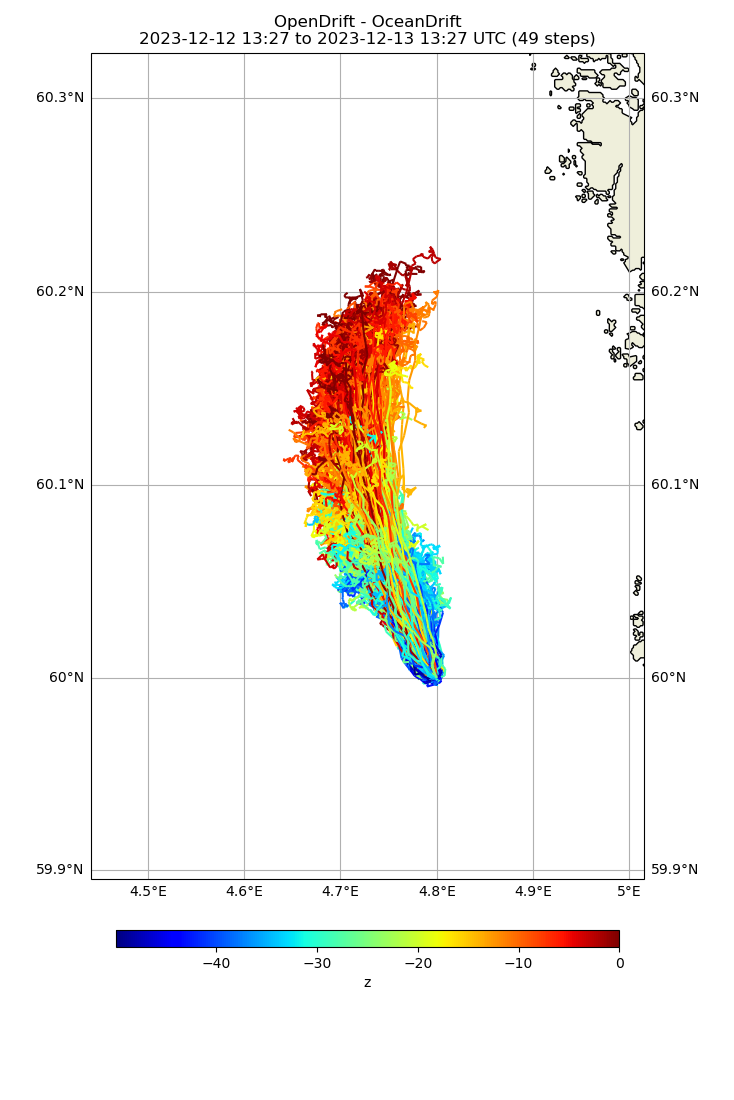 OpenDrift - OceanDrift
2023-12-12 13:27 to 2023-12-13 13:27 UTC (49 steps)
60.3°N 60.3°N
60.2°N 60.2°N
60.1°N 60.1°N
60°N 60°N
59.9°N 59.9°N
4.5°E 4.6°E 4.7°E 4.8°E 4.9°E 5°E
−40 −30 −20 −10 0
z